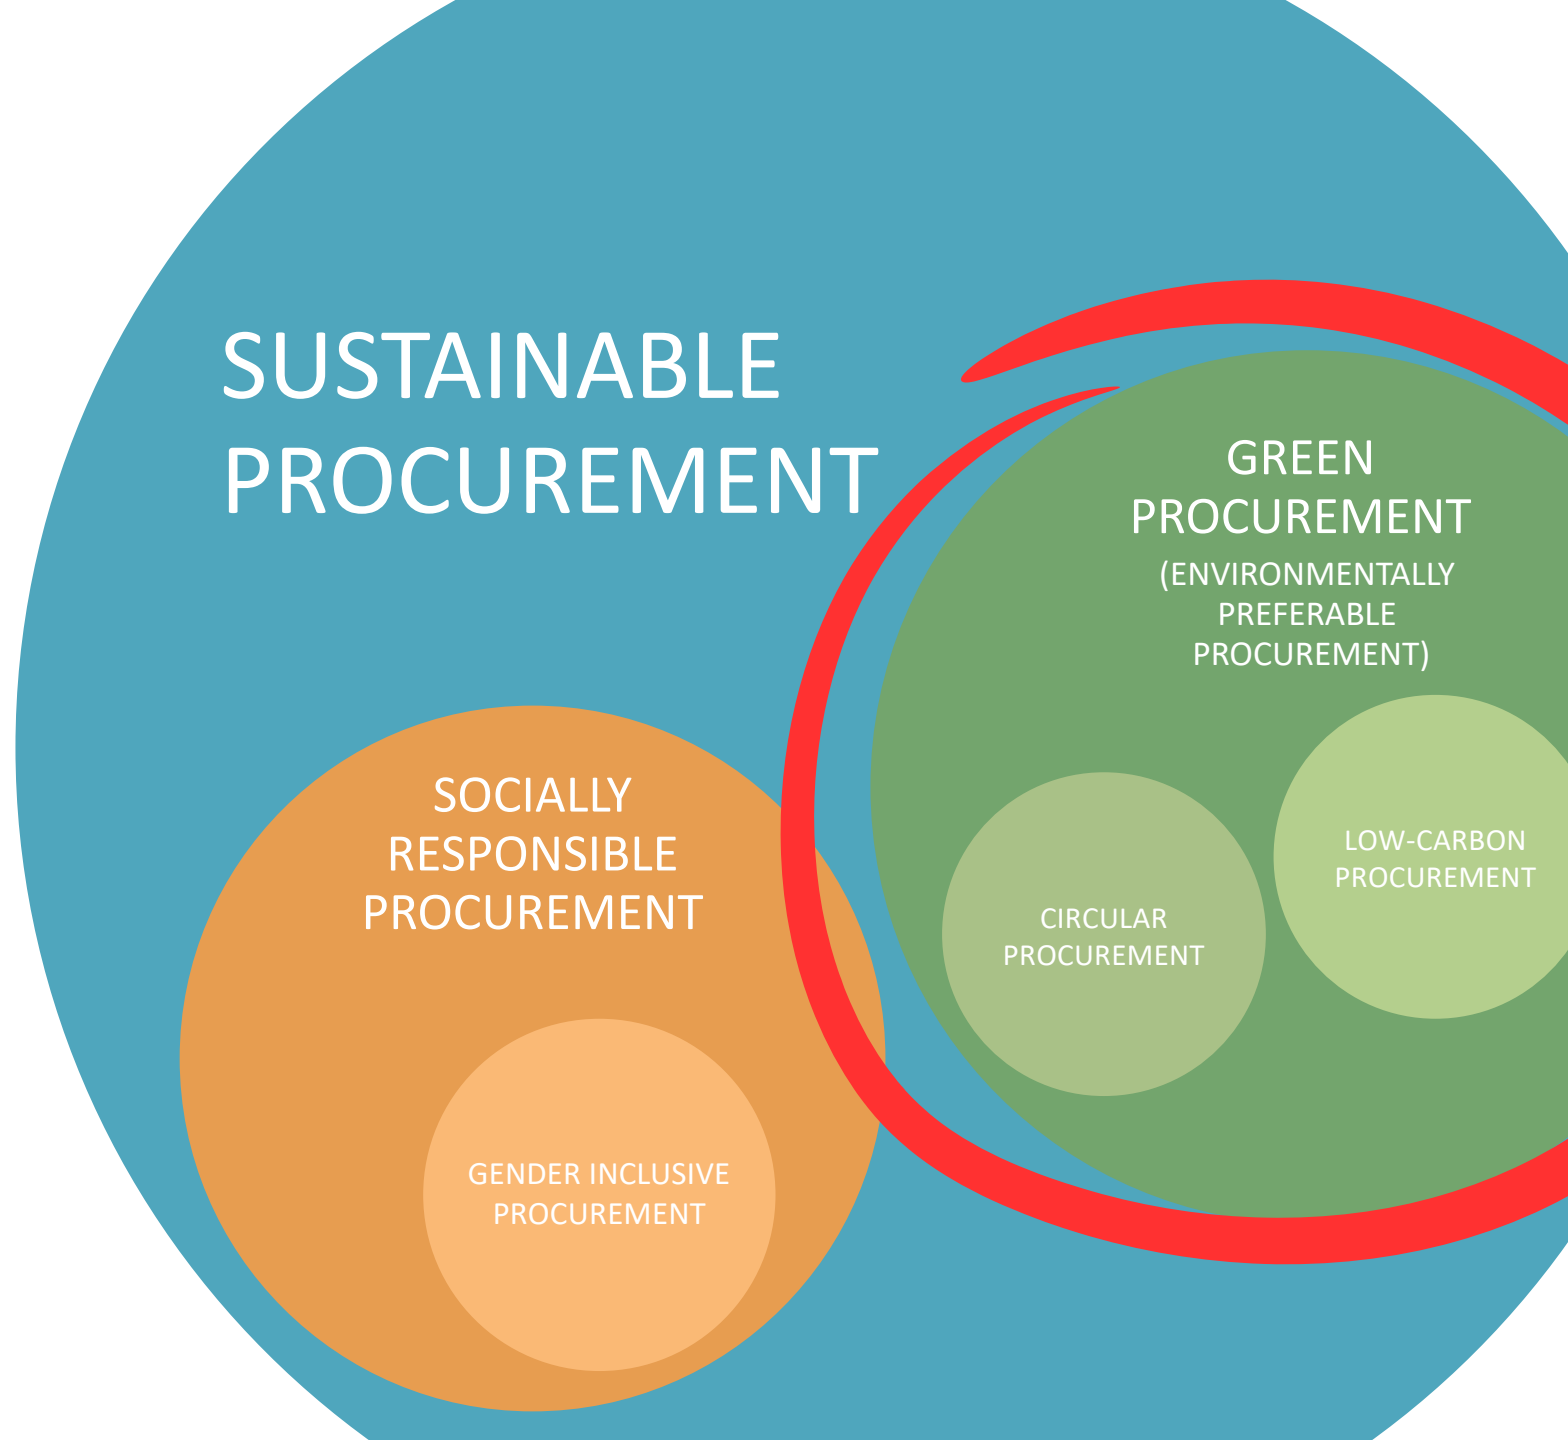 SUSTAINABLE
PROCUREMENT
GREEN
PROCUREMENT
(ENVIRONMENTALLY
PREFERABLE
PROCUREMENT)
SOCIALLY
RESPONSIBLE
PROCUREMENT
LOW-CARBON
PROCUREMENT
CIRCULAR
PROCUREMENT
GENDER INCLUSIVE
PROCUREMENT